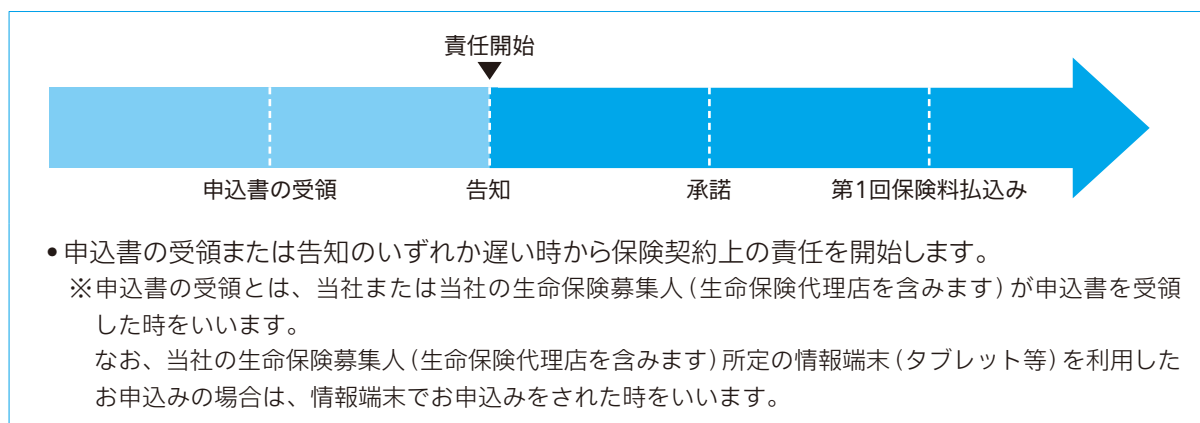 責任開始
申込書の受領 告知 承諾 第1回保険料払込み
•申込書の受領または告知のいずれか遅い時から保険契約上の責任を開始します。
※申込書の受領とは、当社または当社の生命保険募集人(生命保険代理店を含みます)が申込書を受領
した時をいいます。
なお、当社の生命保険募集人(生命保険代理店を含みます)所定の情報端末(タブレット等)を利用した
お申込みの場合は、情報端末でお申込みをされた時をいいます。